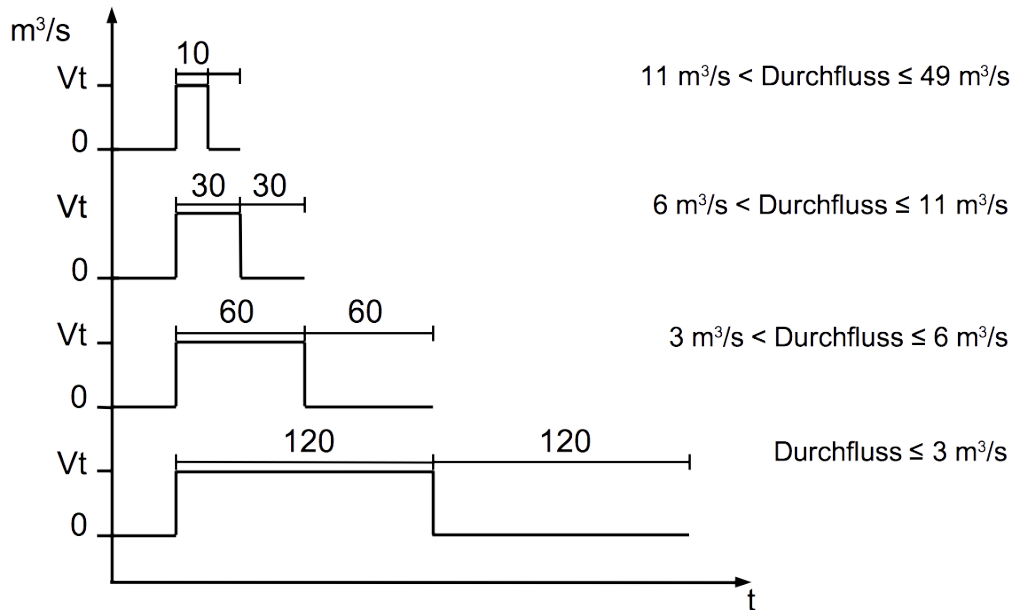 m³/s
10
Vt
11 m³/s < Durchfluss ≤ 49 m³/s
0
30 30
Vt
6 m³/s < Durchfluss ≤ 11 m³/s
0
60 60
Vt
3 m³/s < Durchfluss ≤ 6 m³/s
0
120 120
Vt
Durchfluss ≤ 3 m³/s
0
t